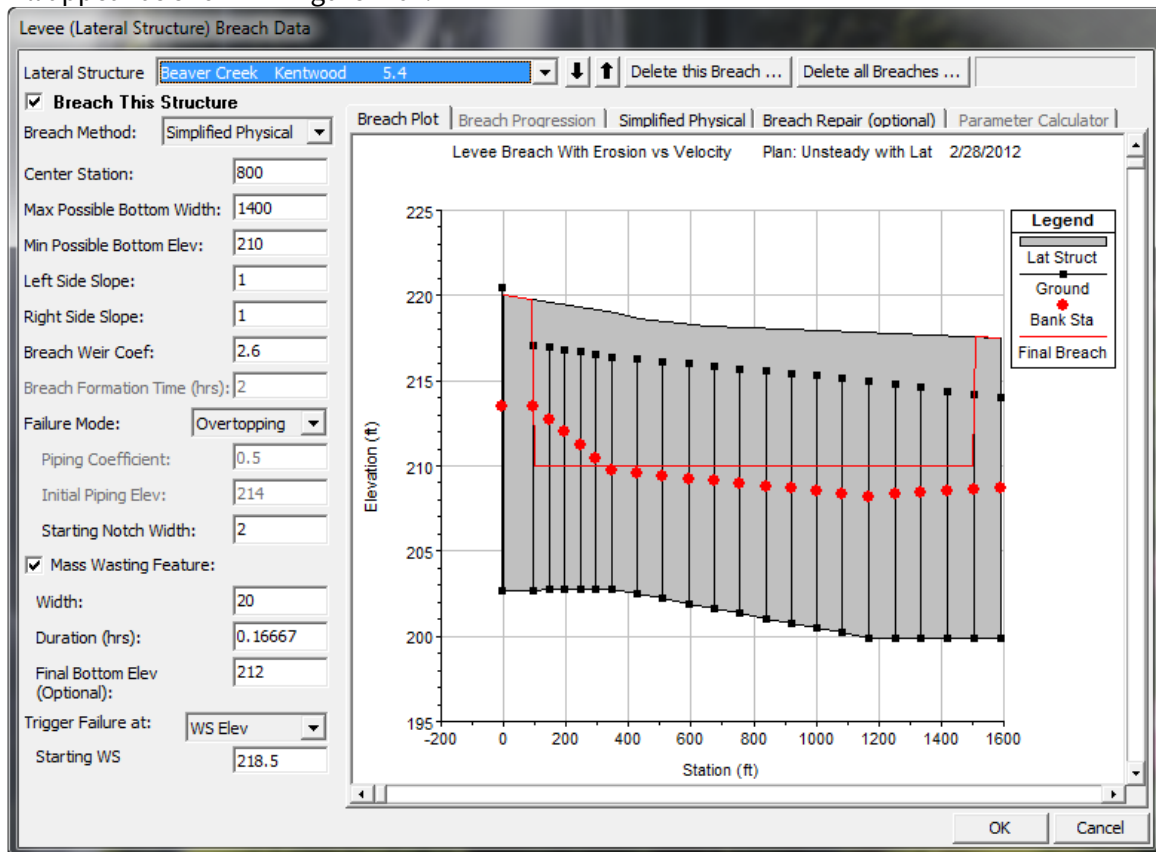 Levee (Lateral Structure) Breach Data
Lateral Structure Beaver Creek Kentwood 5.4 Delete this Breach ... Delete all Breaches ...
Breach This Structure
Breach Method: Simplified Physical
Center Station: 800
Max Possible Bottom Width: 1400
Min Possible Bottom Elev: 210
Left Side Slope: 1
Right Side Slope: 1
Breach Weir Coef: 2.6
Breach Formation Time (hrs): 2
Failure Mode: Overtopping
Piping Coefficient: 0.5
Initial Piping Elev: 214
Starting Notch Width: 2
Mass Wasting Feature:
Width: 20
Duration (hrs): 0.16667
Final Bottom Elev 212
(Optional):
Trigger Failure at: WS Elev
Starting WS 218.5
Breach Plot Breach Progression Simplified Physical Breach Repair (optional) Parameter Calculator
Levee Breach With Erosion vs Velocity Plan: Unsteady with Lat 2/28/2012
225
220
215
210
205
200
195
Elevation (ft)
-200 0 200 400 600 800 1000 1200 1400 1600
Station (ft)
Legend
Lat Struct
Ground
Bank Sta
Final Breach
OK Cancel